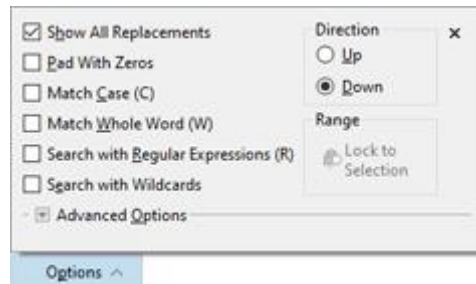 Show All Replacements
Pad With Zeros
Match Case (C)
Match Whole Word (W)
Search with Regular Expressions (R)
Search with Wildcards
Direction
Up
Down
Range
Lock to
Selection
Advanced Options
Options